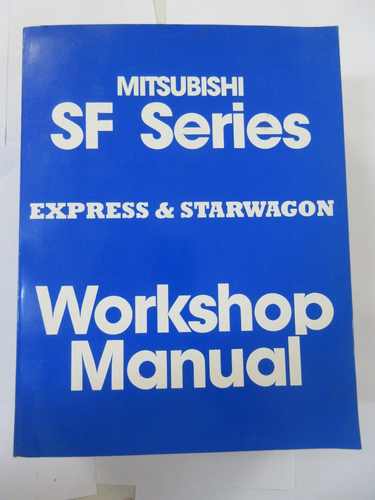 MITSUBISHI
SF Series
EXPRESS & STARWAGON
Workshop
Manual